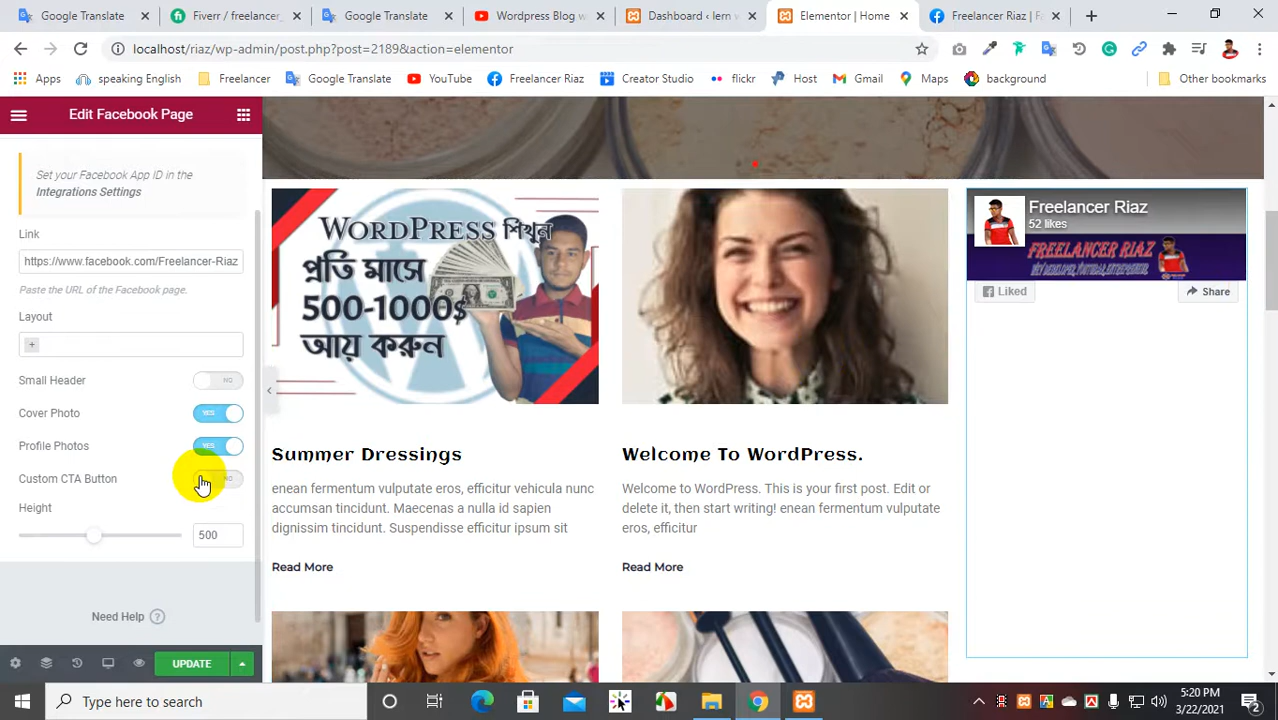 Google Translate
Fiverr / freelancer_
Google Translate
Wordpress Blog w
Dashboard ‹ lern v
Elementor | Home
Freelancer Riaz | Fa
localhost/riaz/wp-admin/post.php?post=2189&action=elementor
Apps
speaking English
Freelancer
Google Translate
YouTube
Freelancer Riaz
Creator Studio
flickr
Host
Gmail
Maps
background
Other bookmarks
Edit Facebook Page
Set your Facebook App ID in the
Integrations Settings
Link
https://www.facebook.com/Freelancer-Riaz
Paste the URL of the Facebook page.
Layout
Small Header
NO
Cover Photo
YES
Profile Photos
YES
Custom CTA Button
NO
Height
500
Need Help
UPDATE
WORDPRESS শিখুন
প্রতি মাসে
500-1000$
আয় করুন
Summer Dressings
enean fermentum vulputate eros, efficitur vehicula nunc
accumsan tincidunt. Maecenas a nulla id sapien
dignissim tincidunt. Suspendisse efficitur ipsum sit
Read More
Welcome To WordPress.
Welcome to WordPress. This is your first post. Edit or
delete it, then start writing! enean fermentum vulputate
eros, efficitur
Read More
Freelancer Riaz
52 likes
FREELANCER RIAZ
Liked
Share
Type here to search
5:20 PM
3/22/2021
2